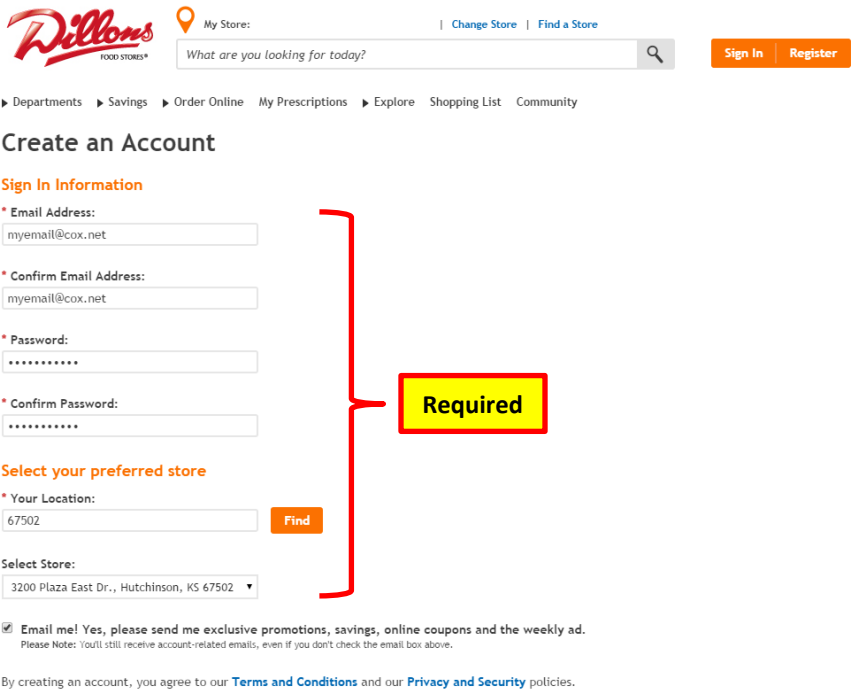 Dillons
FOOD STORES®
My Store:
| Change Store | Find a Store
What are you looking for today?
Sign In Register
Departments Savings Order Online My Prescriptions Explore Shopping List Community
Create an Account
Sign In Information
* Email Address:
myemail@cox.net
* Confirm Email Address:
myemail@cox.net
* Password:
•••••••••••
* Confirm Password:
•••••••••••
Required
Select your preferred store
* Your Location:
67502
Find
Select Store:
3200 Plaza East Dr., Hutchinson, KS 67502
Email me! Yes, please send me exclusive promotions, savings, online coupons and the weekly ad.
Please Note: You'll still receive account-related emails, even if you don't check the email box above.
By creating an account, you agree to our Terms and Conditions and our Privacy and Security policies.